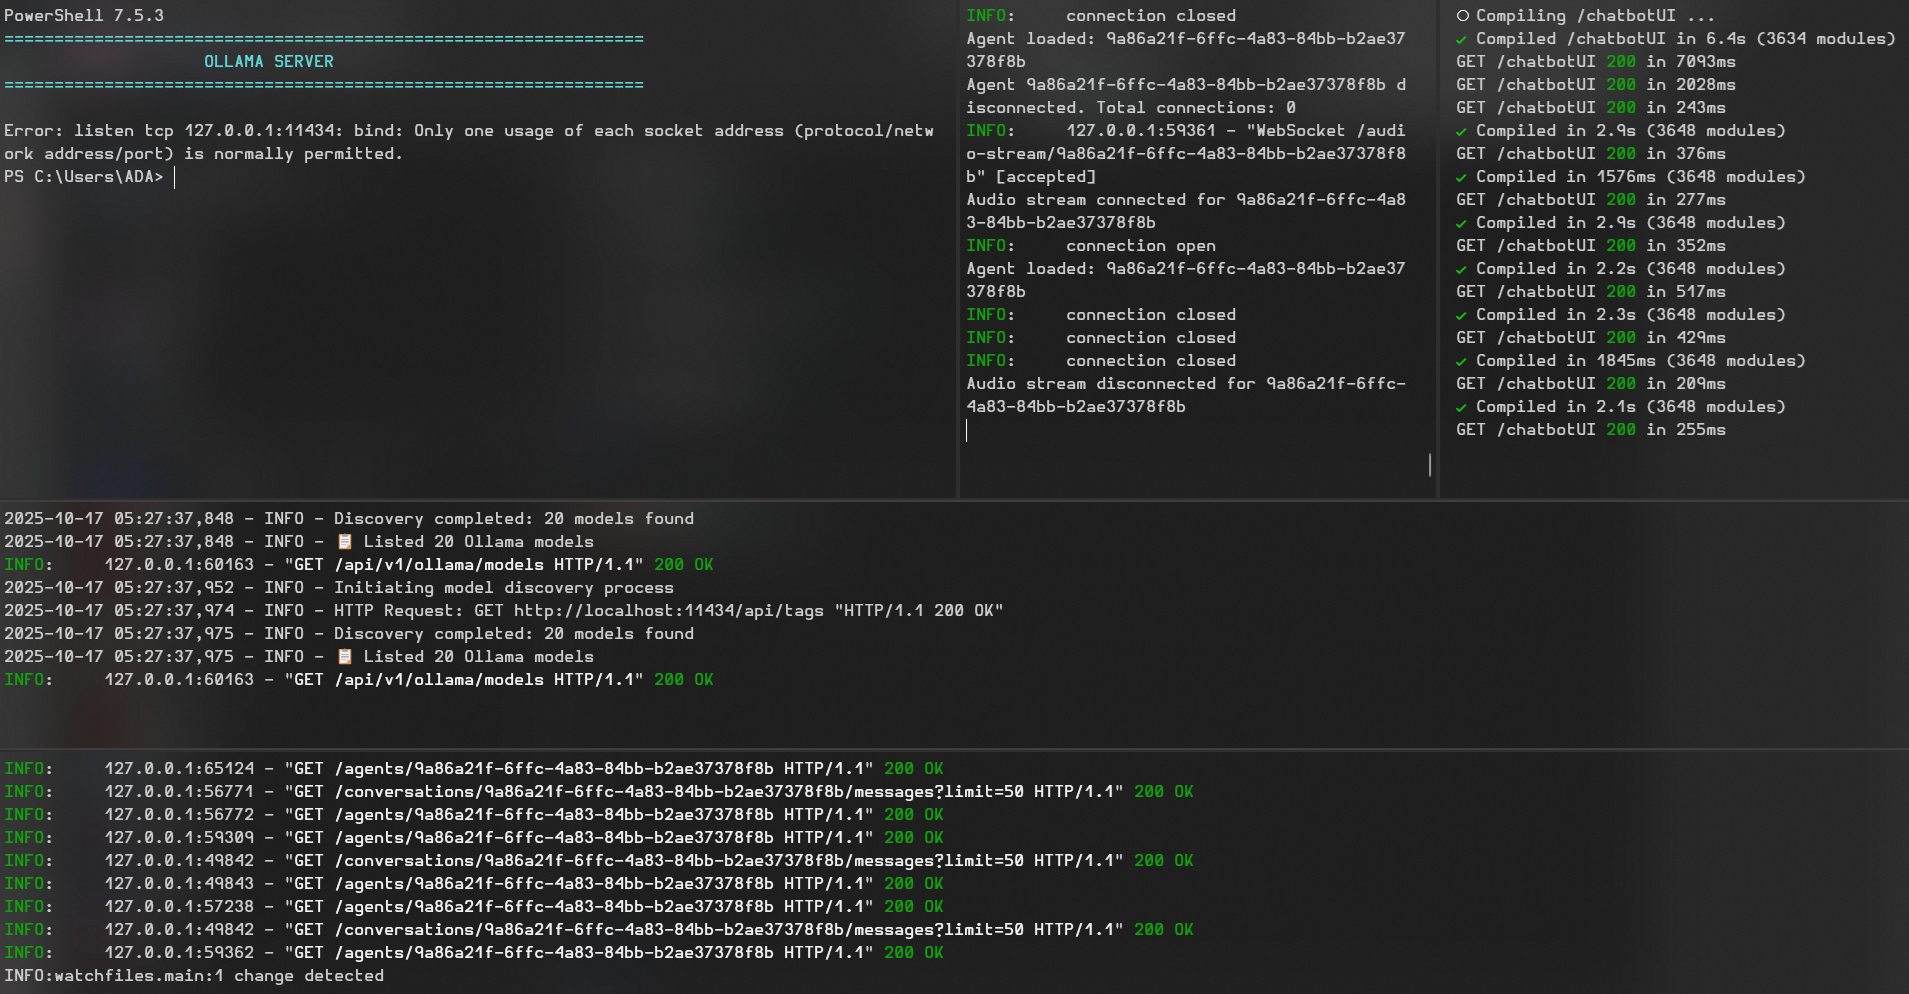 PowerShell 7.5.3
================================================================
OLLAMA SERVER
================================================================
Error: listen tcp 127.0.0.1:11434: bind: Only one usage of each socket address (protocol/netw
ork address/port) is normally permitted.
PS C:\Users\ADA>
INFO:     connection closed
Agent loaded: 9a86a21f-6ffc-4a83-84bb-b2ae37
378f8b
Agent 9a86a21f-6ffc-4a83-84bb-b2ae37378f8b d
isconnected. Total connections: 0
INFO:     127.0.0.1:59361 - "WebSocket /audi
o-stream/9a86a21f-6ffc-4a83-84bb-b2ae37378f8
b" [accepted]
Audio stream connected for 9a86a21f-6ffc-4a8
3-84bb-b2ae37378f8b
INFO:     connection open
Agent loaded: 9a86a21f-6ffc-4a83-84bb-b2ae37
378f8b
INFO:     connection closed
INFO:     connection closed
INFO:     connection closed
Audio stream disconnected for 9a86a21f-6ffc-
4a83-84bb-b2ae37378f8b
○ Compiling /chatbotUI ...
✓ Compiled /chatbotUI in 6.4s (3634 modules)
GET /chatbotUI 200 in 7093ms
GET /chatbotUI 200 in 2028ms
GET /chatbotUI 200 in 243ms
✓ Compiled in 2.9s (3648 modules)
GET /chatbotUI 200 in 376ms
✓ Compiled in 1576ms (3648 modules)
GET /chatbotUI 200 in 277ms
✓ Compiled in 2.9s (3648 modules)
GET /chatbotUI 200 in 352ms
✓ Compiled in 2.2s (3648 modules)
GET /chatbotUI 200 in 517ms
✓ Compiled in 2.3s (3648 modules)
GET /chatbotUI 200 in 429ms
✓ Compiled in 1845ms (3648 modules)
GET /chatbotUI 200 in 209ms
✓ Compiled in 2.1s (3648 modules)
GET /chatbotUI 200 in 255ms
2025-10-17 05:27:37,848 - INFO - Discovery completed: 20 models found
2025-10-17 05:27:37,848 - INFO - 📋 Listed 20 Ollama models
INFO:     127.0.0.1:60163 - "GET /api/v1/ollama/models HTTP/1.1" 200 OK
2025-10-17 05:27:37,952 - INFO - Initiating model discovery process
2025-10-17 05:27:37,974 - INFO - HTTP Request: GET http://localhost:11434/api/tags "HTTP/1.1 200 OK"
2025-10-17 05:27:37,975 - INFO - Discovery completed: 20 models found
2025-10-17 05:27:37,975 - INFO - 📋 Listed 20 Ollama models
INFO:     127.0.0.1:60163 - "GET /api/v1/ollama/models HTTP/1.1" 200 OK
INFO:     127.0.0.1:65124 - "GET /agents/9a86a21f-6ffc-4a83-84bb-b2ae37378f8b HTTP/1.1" 200 OK
INFO:     127.0.0.1:56771 - "GET /conversations/9a86a21f-6ffc-4a83-84bb-b2ae37378f8b/messages?limit=50 HTTP/1.1" 200 OK
INFO:     127.0.0.1:56772 - "GET /agents/9a86a21f-6ffc-4a83-84bb-b2ae37378f8b HTTP/1.1" 200 OK
INFO:     127.0.0.1:59309 - "GET /agents/9a86a21f-6ffc-4a83-84bb-b2ae37378f8b HTTP/1.1" 200 OK
INFO:     127.0.0.1:49842 - "GET /conversations/9a86a21f-6ffc-4a83-84bb-b2ae37378f8b/messages?limit=50 HTTP/1.1" 200 OK
INFO:     127.0.0.1:49843 - "GET /agents/9a86a21f-6ffc-4a83-84bb-b2ae37378f8b HTTP/1.1" 200 OK
INFO:     127.0.0.1:57238 - "GET /agents/9a86a21f-6ffc-4a83-84bb-b2ae37378f8b HTTP/1.1" 200 OK
INFO:     127.0.0.1:49842 - "GET /conversations/9a86a21f-6ffc-4a83-84bb-b2ae37378f8b/messages?limit=50 HTTP/1.1" 200 OK
INFO:     127.0.0.1:59362 - "GET /agents/9a86a21f-6ffc-4a83-84bb-b2ae37378f8b HTTP/1.1" 200 OK
INFO:watchfiles.main:1 change detected